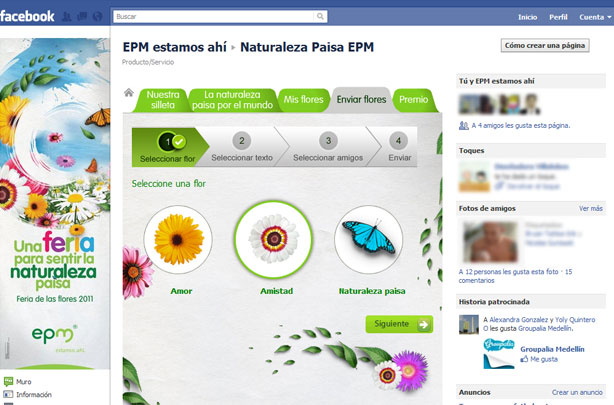 facebook
Buscar
Inicio Perfil Cuenta
EPM estamos ahí ▸ Naturaleza Paisa EPM
Producto/Servicio
Cómo crear una página
Nuestra silleta
La naturaleza paisa por el mundo
Mis flores
Enviar flores
Premio
1 Seleccionar flor
2 Seleccionar texto
3 Seleccionar amigos
4 Enviar
Seleccione una flor
Amor
Amistad
Naturaleza paisa
Siguiente
Una feria
para sentir la
naturaleza
paisa
Feria de las flores 2011
epm
estamos ahí
Muro
Información
Tú y EPM estamos ahí
A 4 amigos les gusta esta página.
Toques
Fotos de amigos Ver más
A 12 personas les gusta esta foto · 15
comentarios
Historia patrocinada
A Alexandra Gonzalez y Yoly Quintero
les gusta Groupalia Medellín.
Groupalia
Groupalia Medellín
Me gusta
Anuncios Crear un anuncio